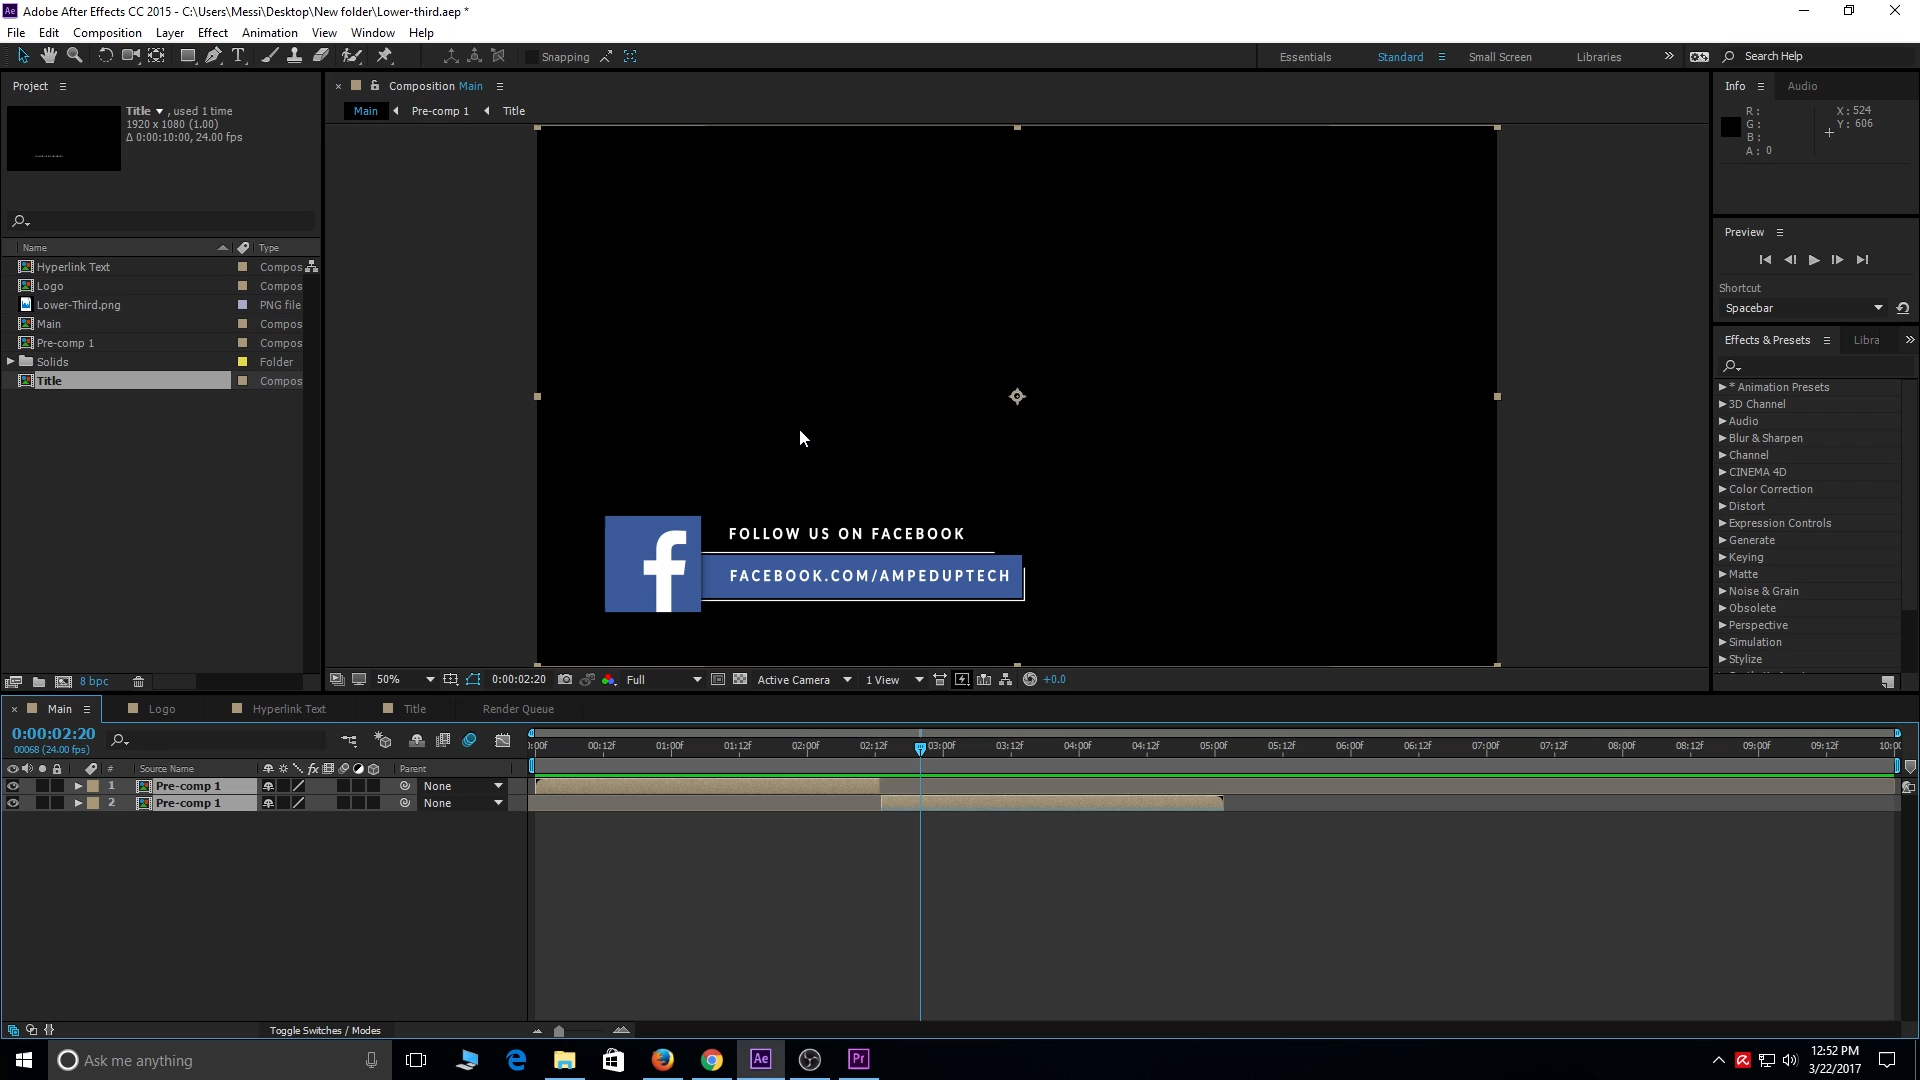 Adobe After Effects CC 2015 - C:\Users\Messi\Desktop\New folder\Lower-third.aep *
File Edit Composition Layer Effect Animation View Window Help
Snapping
Essentials Standard Small Screen Libraries Search Help
Project
Title , used 1 time
1920 x 1080 (1.00)
Δ 0:00:10:00, 24.00 fps
Name Type
Hyperlink Text Compos
Logo Compos
Lower-Third.png PNG file
Main Compos
Pre-comp 1 Compos
Solids Folder
Title Compos
8 bpc
Composition Main
Main Pre-comp 1 Title
FOLLOW US ON FACEBOOK
FACEBOOK.COM/AMPEDUPTECH
50% 0:00:02:20 Full Active Camera 1 View +0.0
Info Audio
R: X: 524
G: Y: 606
B:
A: 0
Preview
Shortcut
Spacebar
Effects & Presets Libra
* Animation Presets
3D Channel
Audio
Blur & Sharpen
Channel
CINEMA 4D
Color Correction
Distort
Expression Controls
Generate
Keying
Matte
Noise & Grain
Obsolete
Perspective
Simulation
Stylize
Main Logo Hyperlink Text Title Render Queue
0:00:02:20
00068 (24.00 fps)
:00f 00:12f 01:00f 01:12f 02:00f 02:12f 03:00f 03:12f 04:00f 04:12f 05:00f 05:12f 06:00f 06:12f 07:00f 07:12f 08:00f 08:12f 09:00f 09:12f 10:00
# Source Name fx Parent
1 Pre-comp 1 None
2 Pre-comp 1 None
Toggle Switches / Modes
Ask me anything
Ae Pr
12:52 PM
3/22/2017